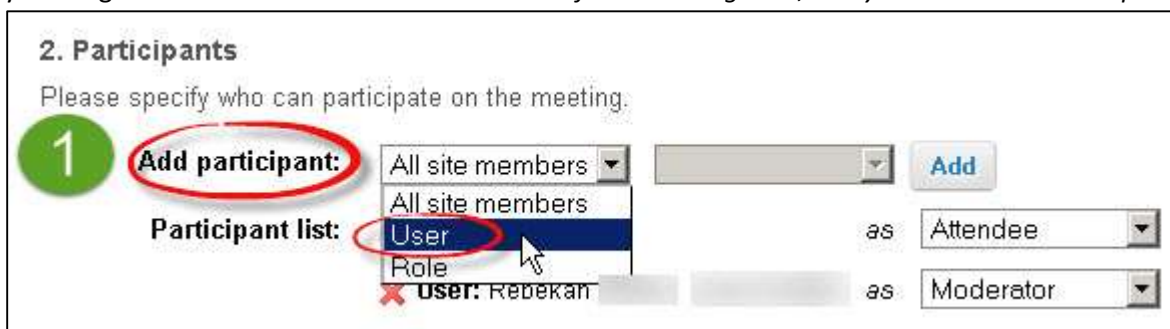 2. Participants
Please specify who can participate on the meeting.
1 Add participant: All site members Add
All site members
Participant list: User as Attendee
Role
User: Rebekah as Moderator